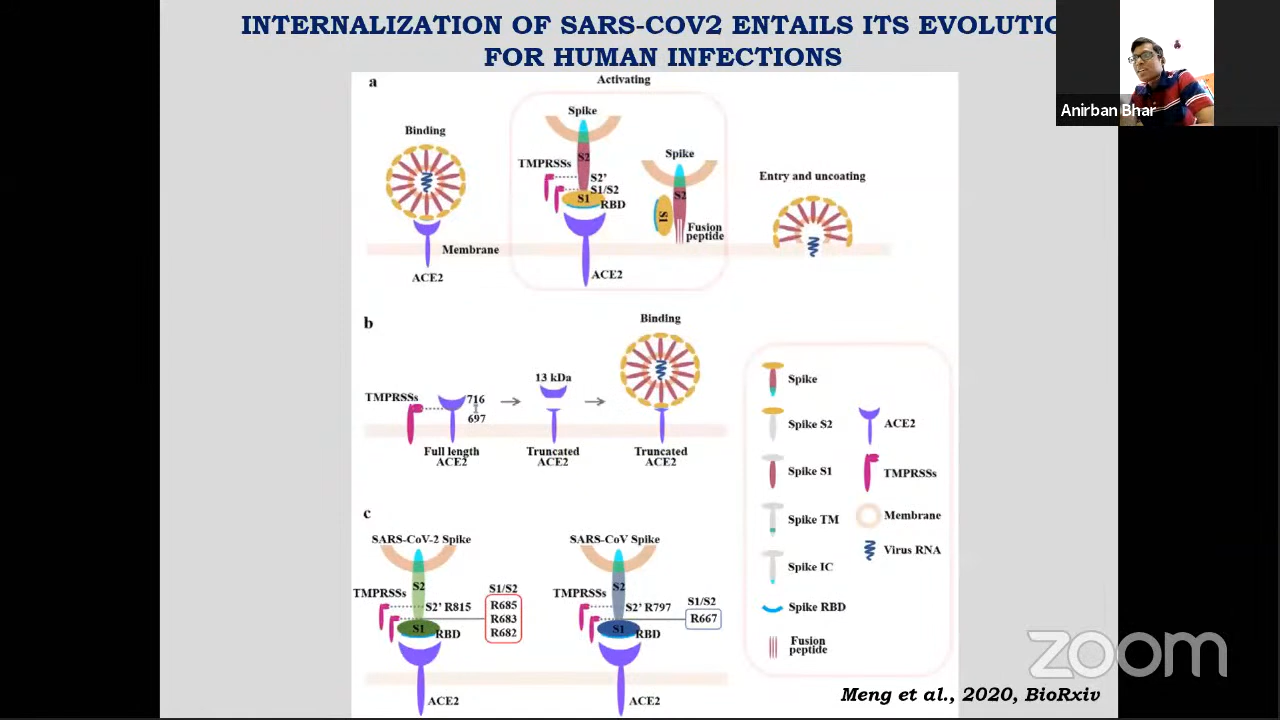 INTERNALIZATION OF SARS-COV2 ENTAILS ITS EVOLUTIO
FOR HUMAN INFECTIONS
Anirban Bhar
a
Activating
Binding
ACE2
Membrane
Spike
TMPRSSs
S2
S2'
S1/S2
S1
RBD
ACE2
Spike
S2
S1
Fusion
peptide
Entry and uncoating
b
TMPRSSs
716
697
Full length
ACE2
13 kDa
Truncated
ACE2
Binding
Truncated
ACE2
c
SARS-CoV-2 Spike
S2
TMPRSSs
S2' R815
S1/S2
R685
R683
R682
S1
RBD
ACE2
SARS-CoV Spike
S2
TMPRSSs
S2' R797
S1/S2
R667
S1
RBD
ACE2
Spike
Spike S2
Spike S1
Spike TM
Spike IC
Spike RBD
Fusion
peptide
ACE2
TMPRSSs
Membrane
Virus RNA
zoom
Meng et al., 2020, BioRxiv